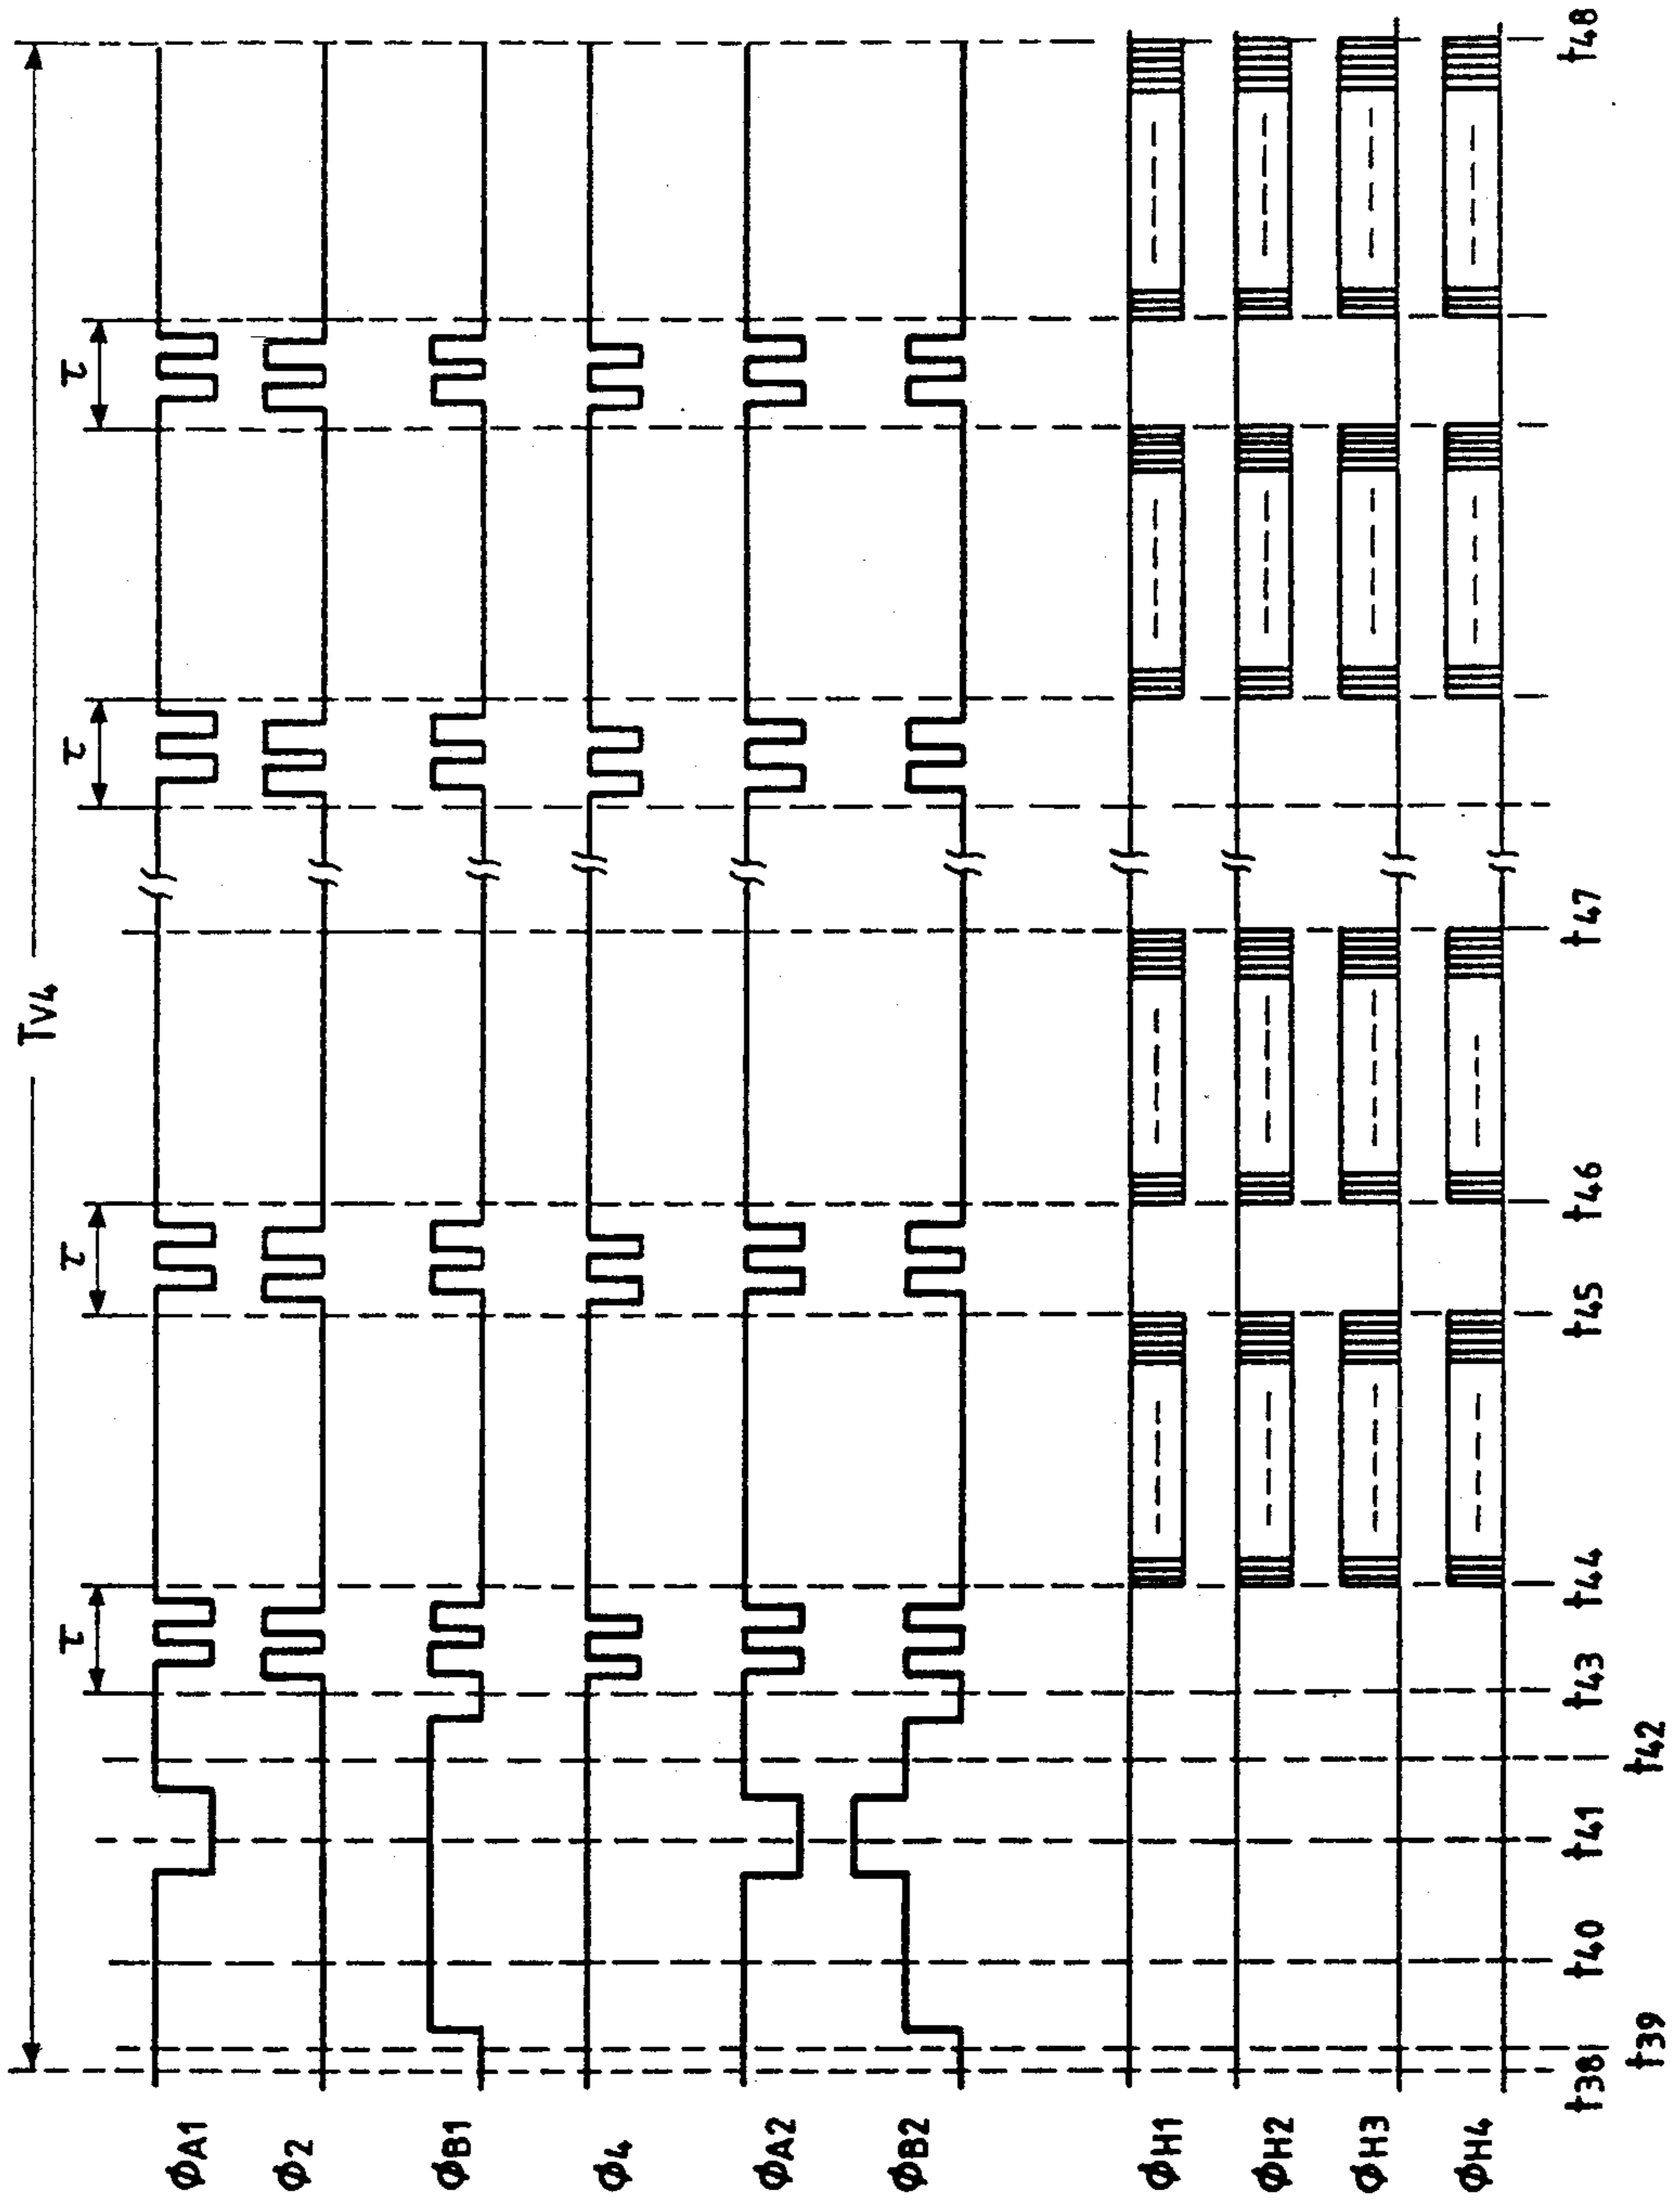 TV4
τ τ τ τ
ΦA1
Φ2
ΦB1
Φ4
ΦA2
ΦB2
ΦH1
ΦH2
ΦH3
ΦH4
t38 t40 t41 t43 t44 t45 t46 t47 t48
t39 t42